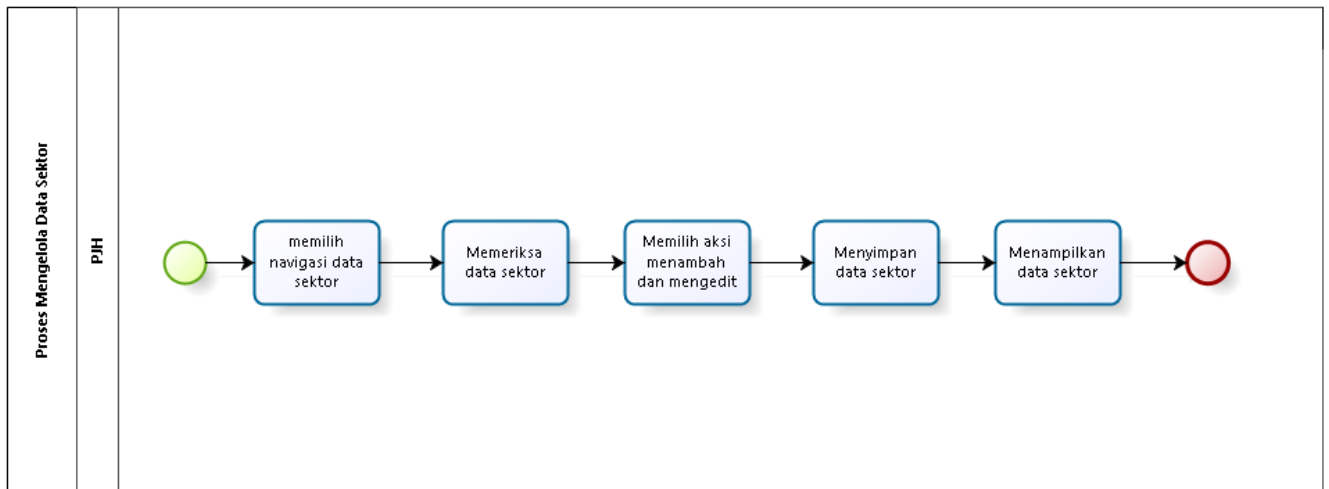 Proses Mengelola Data Sektor
PJH
memilih
navigasi data
sektor
Memeriksa
data sektor
Memilih aksi
menambah
dan mengedit
Menyimpan
data sektor
Menampilkan
data sektor